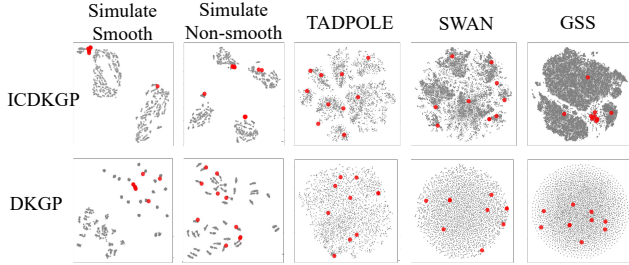 Simulate Smooth
Simulate Non-smooth
TADPOLE
SWAN
GSS
ICDKGP
DKGP